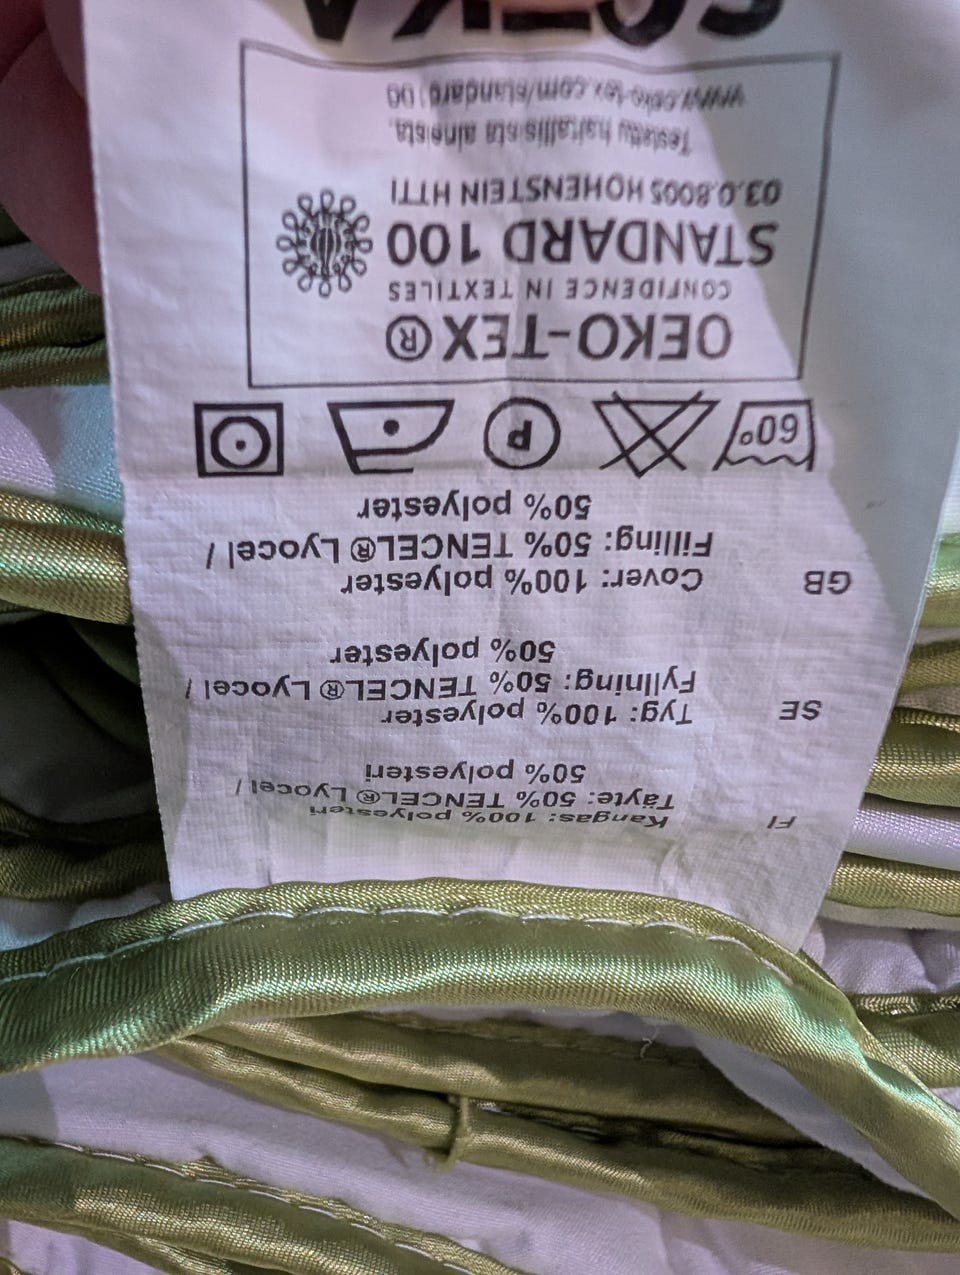 FI
Kangas: 100% polyesteri
Täyte: 50% TENCEL® Lyocel /
50% polyesteri
SE
Tyg: 100% polyester
Fyllning: 50% TENCEL® Lyocel /
50% polyester
GB
Cover: 100% polyester
Filling: 50% TENCEL® Lyocel /
50% polyester
60°
P
OEKO-TEX®
CONFIDENCE IN TEXTILES
STANDARD 100
03.0.8005 HOHENSTEIN HTTI
Testettu haitallisista aineista.
www.oeko-tex.com/standard100